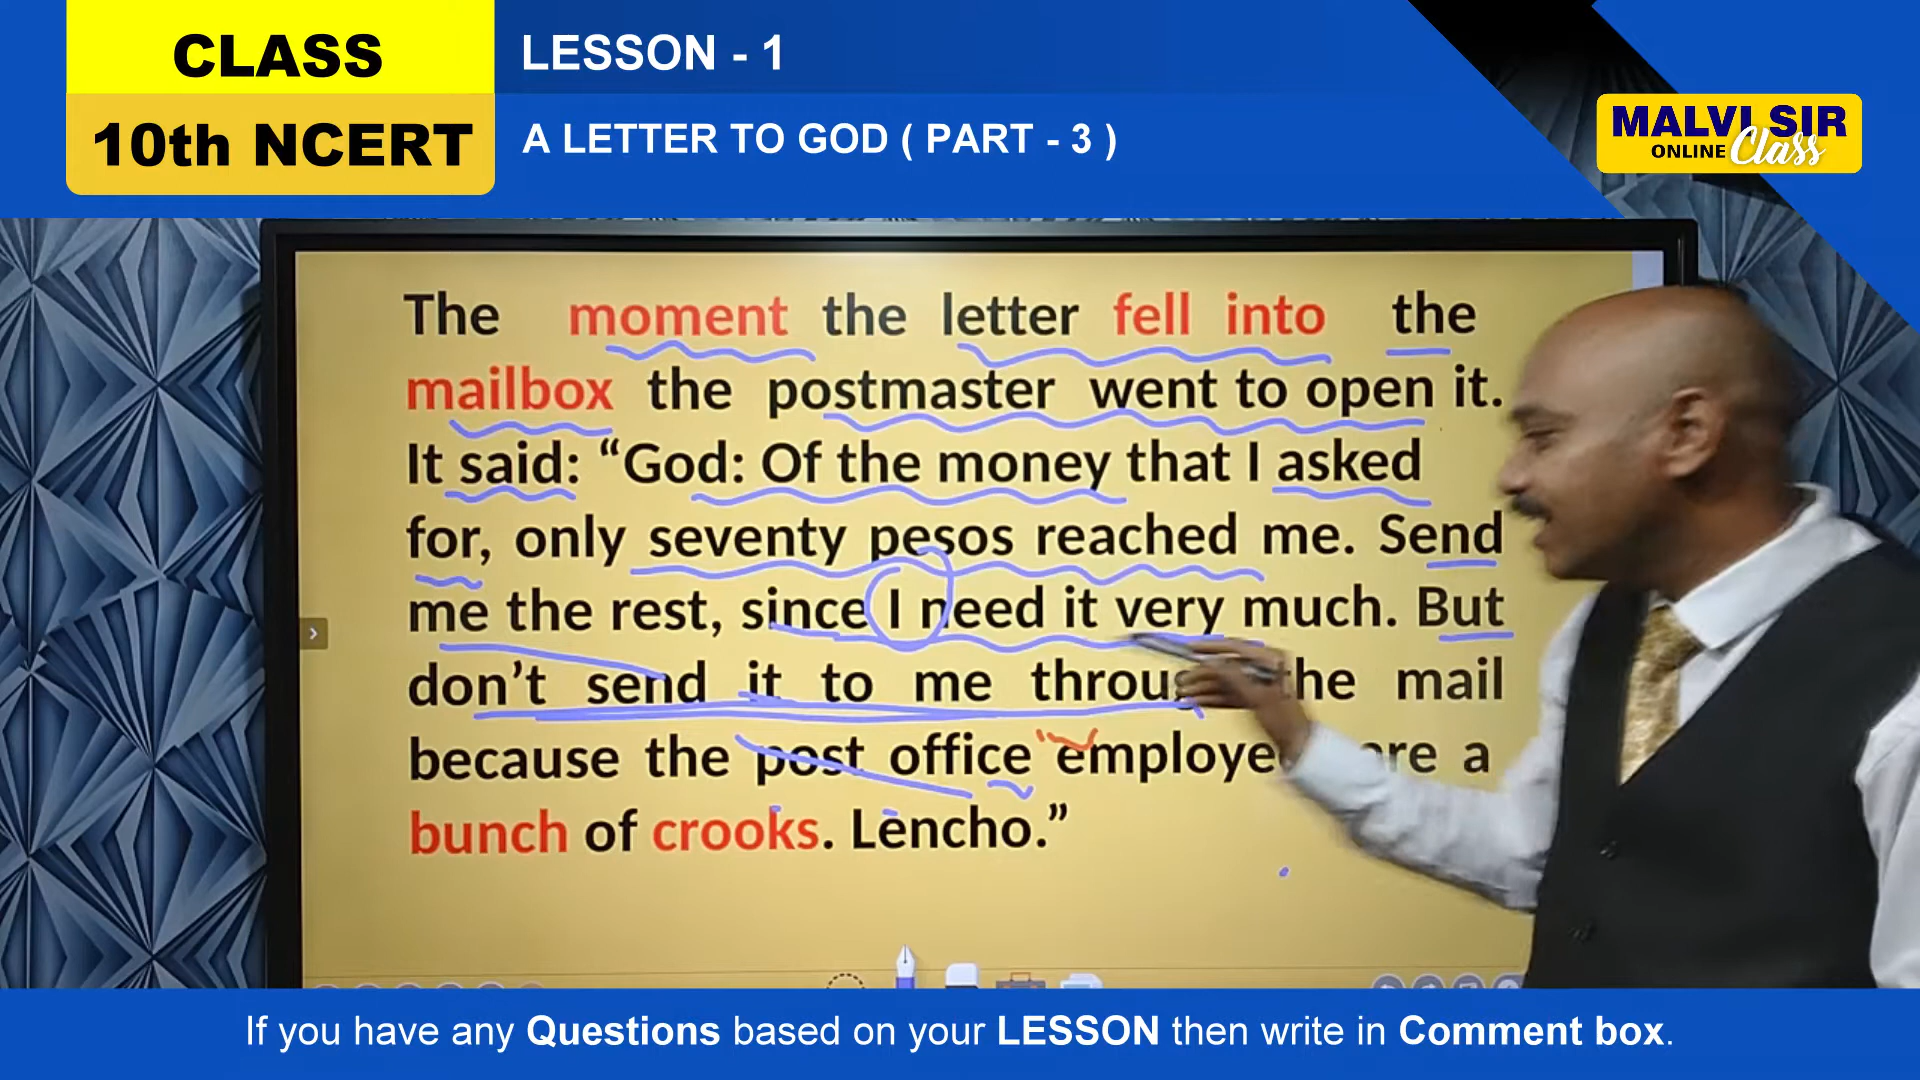 CLASS
10th NCERT
LESSON - 1
A LETTER TO GOD ( PART - 3 )
MALVI SIR
ONLINE Class
The moment the letter fell into the
mailbox the postmaster went to open it.
It said: “God: Of the money that I asked
for, only seventy pesos reached me. Send
me the rest, since I need it very much. But
don’t send it to me through the mail
because the post office are a
bunch of crooks. Lencho.”
If you have any Questions based on your LESSON then write in Comment box.